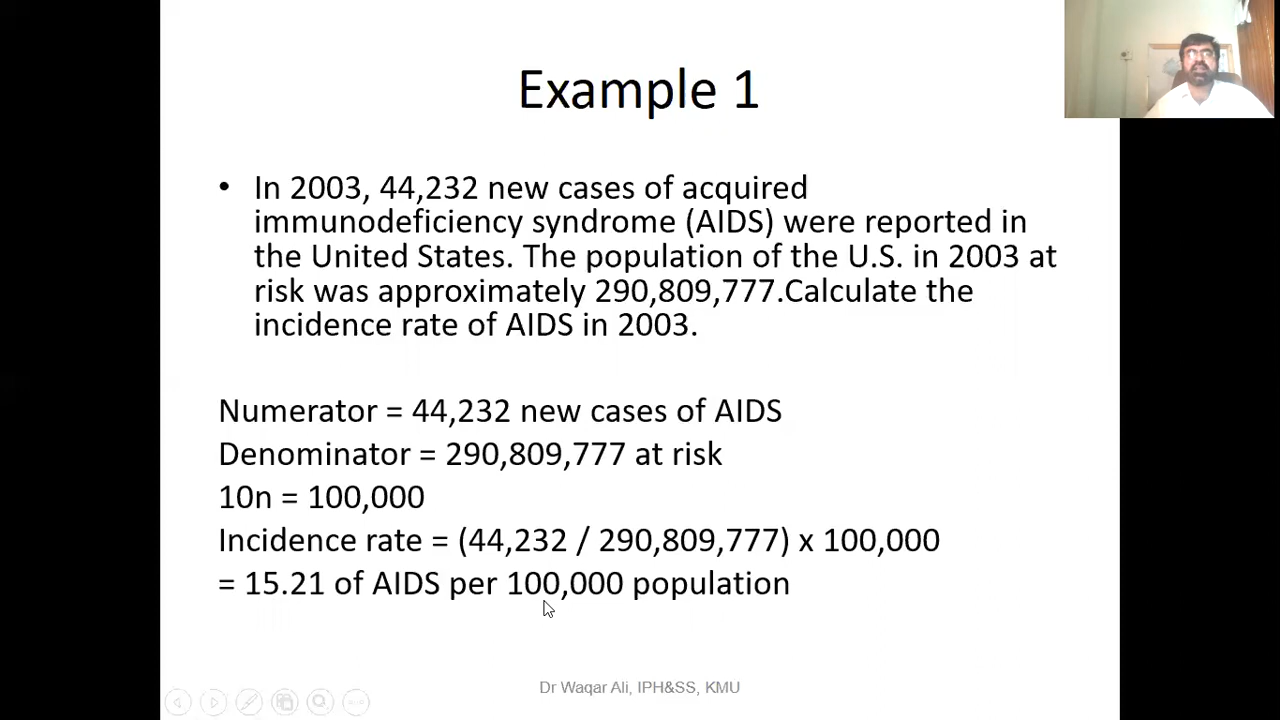 Example 1
• In 2003, 44,232 new cases of acquired
immunodeficiency syndrome (AIDS) were reported in
the United States. The population of the U.S. in 2003 at
risk was approximately 290,809,777.Calculate the
incidence rate of AIDS in 2003.
Numerator = 44,232 new cases of AIDS
Denominator = 290,809,777 at risk
10n = 100,000
Incidence rate = (44,232 / 290,809,777) x 100,000
= 15.21 of AIDS per 100,000 population
Dr Waqar Ali, IPH&SS, KMU